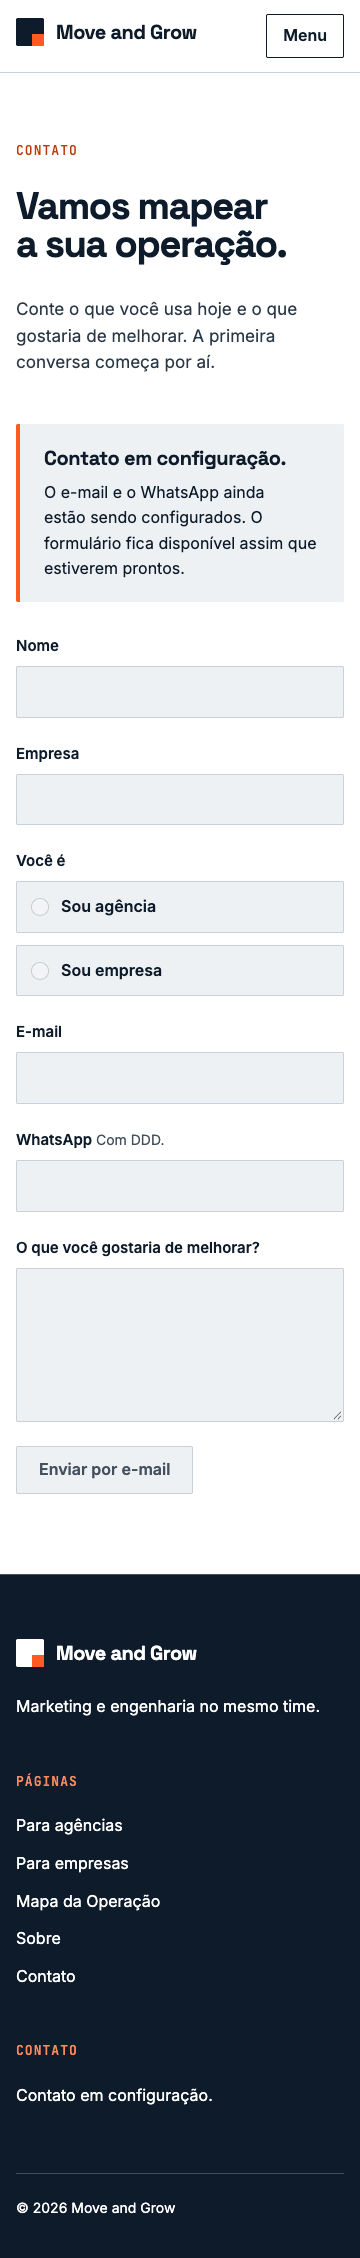 Move and Grow
Menu
CONTATO
Vamos mapear
a sua operação.
Conte o que você usa hoje e o que
gostaria de melhorar. A primeira
conversa começa por aí.
Contato em configuração.
O e-mail e o WhatsApp ainda
estão sendo configurados. O
formulário fica disponível assim que
estiverem prontos.
Nome
Empresa
Você é
Sou agência
Sou empresa
E-mail
WhatsApp Com DDD.
O que você gostaria de melhorar?
Enviar por e-mail
Move and Grow
Marketing e engenharia no mesmo time.
PÁGINAS
Para agências
Para empresas
Mapa da Operação
Sobre
Contato
CONTATO
Contato em configuração.
© 2026 Move and Grow